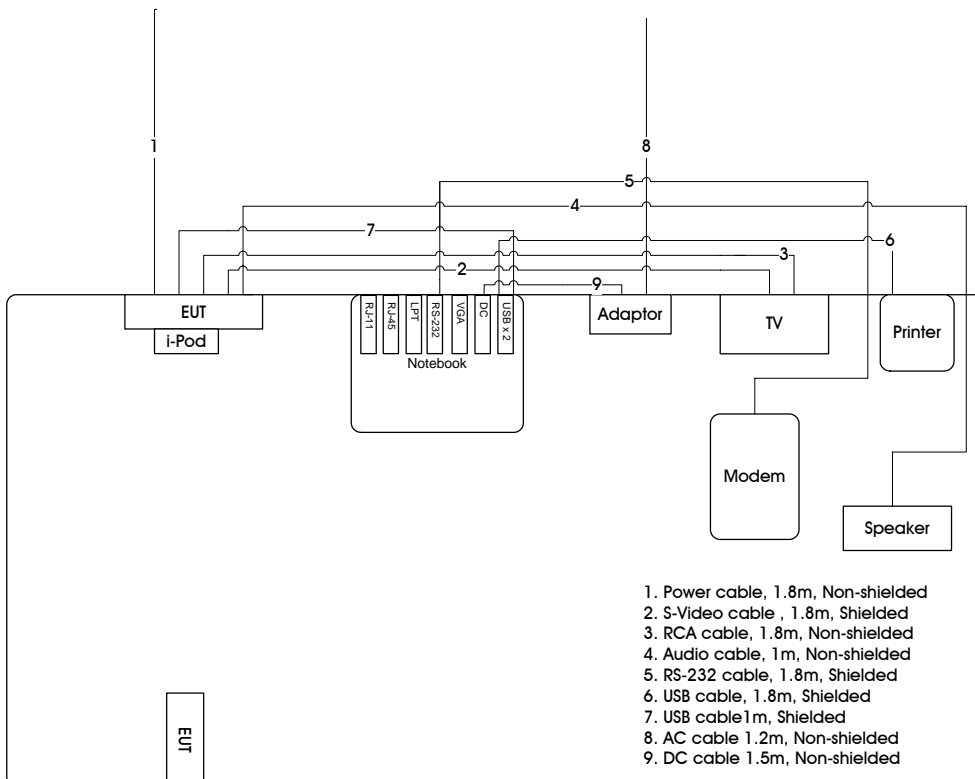 1
8
5
4
7
6
3
2
9
EUT
i-Pod
RJ-11
RJ-45
LPT
RS-232
VGA
DC
USB x 2
Notebook
Adaptor
TV
Printer
Modem
Speaker
1. Power cable, 1.8m, Non-shielded
2. S-Video cable , 1.8m, Shielded
3. RCA cable, 1.8m, Non-shielded
4. Audio cable, 1m, Non-shielded
5. RS-232 cable, 1.8m, Shielded
6. USB cable, 1.8m, Shielded
7. USB cable1m, Shielded
8. AC cable 1.2m, Non-shielded
9. DC cable 1.5m, Non-shielded
EUT